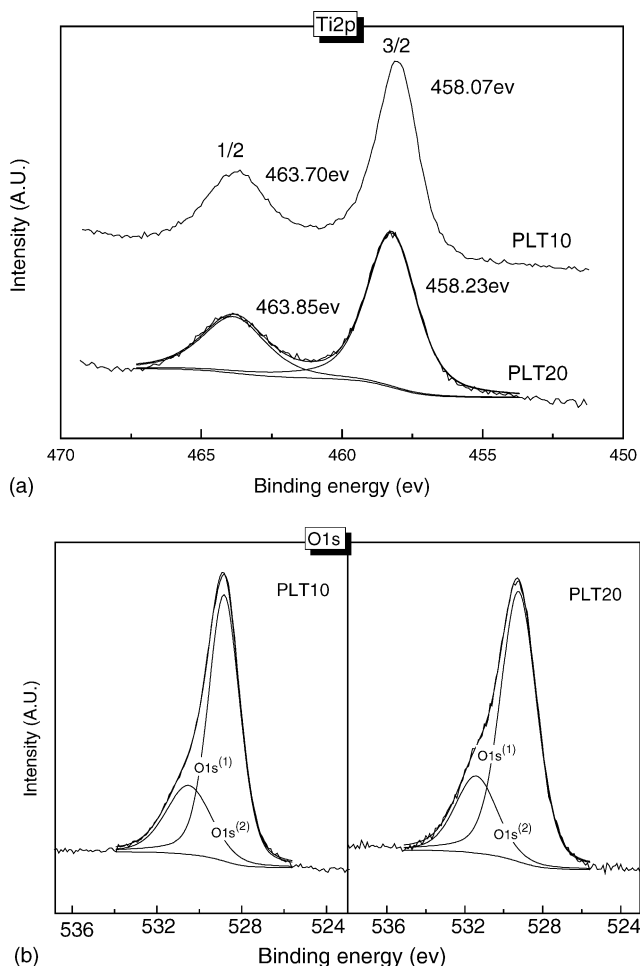 Ti2p
3/2
458.07ev
1/2
463.70ev
PLT10
463.85ev
458.23ev
PLT20
Intensity (A.U.)
470 465 460 455 450
(a)
Binding energy (ev)
O1s
PLT10
PLT20
Intensity (A.U.)
O1s(1)
O1s(2)
O1s(1)
O1s(2)
536 532 528 524 536 532 528 524
(b)
Binding energy (ev)